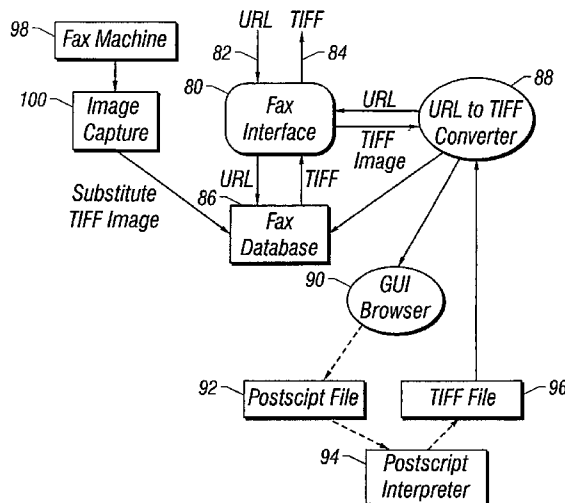 98
Fax Machine
URL
TIFF
82
84
88
80
100
Image
Capture
Fax
Interface
URL
TIFF
Image
URL to TIFF
Converter
Substitute
TIFF Image
URL
TIFF
86
Fax
Database
90
GUI
Browser
92
Postscipt File
TIFF File
96
94
Postscript
Interpreter